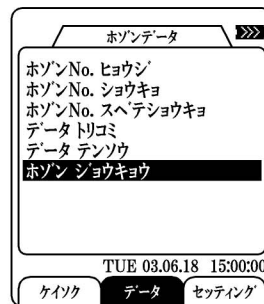 ホゾンデータ
>>>
ホゾンNo. ヒョウジ
ホゾンNo. ショウキョ
ホゾンNo. スベテショウキョ
データ トリコミ
データ テンソウ
ホゾン ジョウキョウ
TUE 03.06.18 15:00:00
ケイソク データ セッティング